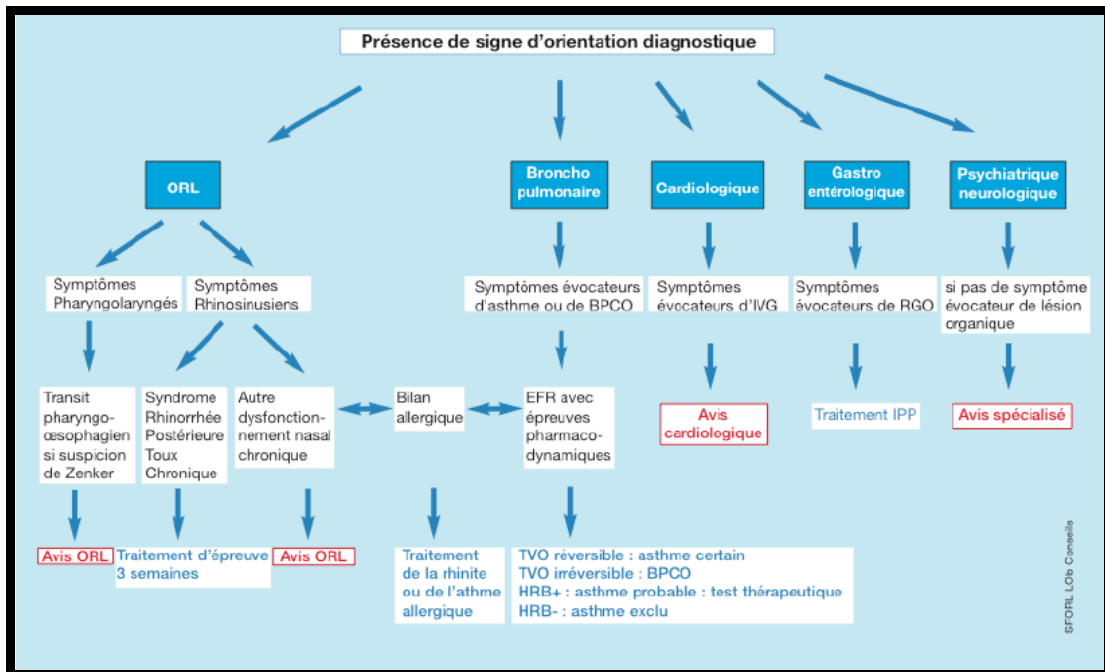 Présence de signe d'orientation diagnostique
ORL
Broncho
pulmonaire
Cardiologique
Gastro
entérologique
Psychiatrique
neurologique
Symptômes
Pharyngolaryngés
Symptômes
Rhinosinusiens
Symptômes évocateurs
d'asthme ou de BPCO
Symptômes
évocateurs d'IVG
Symptômes
évocateurs de RGO
si pas de symptôme
évocateur de lésion
organique
Transit
pharyngo-
œsophagien
si suspicion
de Zenker
Syndrome
Rhinorrhée
Postérieure
Toux
Chronique
Autre
dysfonction-
nement nasal
chronique
Bilan
allergique
EFR avec
épreuves
pharmaco-
dynamiques
Avis
cardiologique
Traitement IPP
Avis spécialisé
Avis ORL
Traitement d'épreuve
3 semaines
Avis ORL
Traitement
de la rhinite
ou de l'athme
allergique
TVO réversible : asthme certain
TVO irréversible : BPCO
HRB+ : asthme probable : test thérapeutique
HRB- : asthme exclu
SFORL LOb Conseils